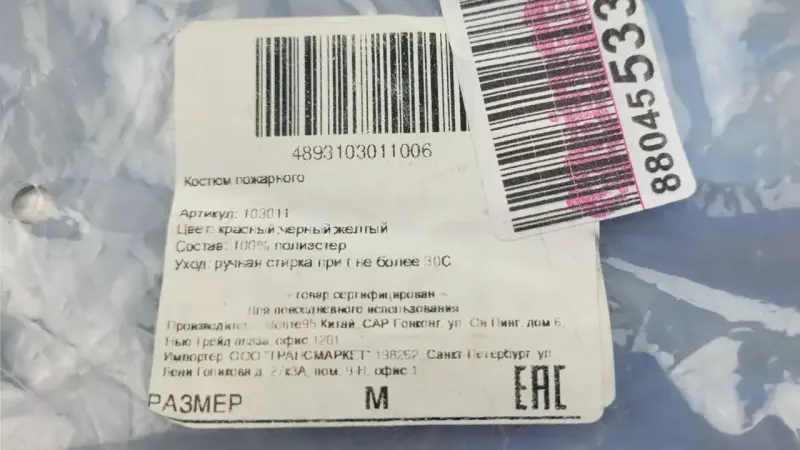 4893103011006
Костюм пожарного
Артикул: 103011
Цвет: красный,черный,желтый
Состав: 100% полиэстер
Уход: ручная стирка при t не более 30С
- товар сертифицирован -
Для повседневного использования
Китай, САР Гонконг, ул. Он Пинг, дом 6,
Нью Трейд плаза, офис 1201
Импортер: ООО "ТРАНСМАРКЕТ" 198262, Санкт-Петербург ул
Лени Голикова д. 27к3А, пом. 9-Н, офис 1
РАЗМЕР M EAC
88045533